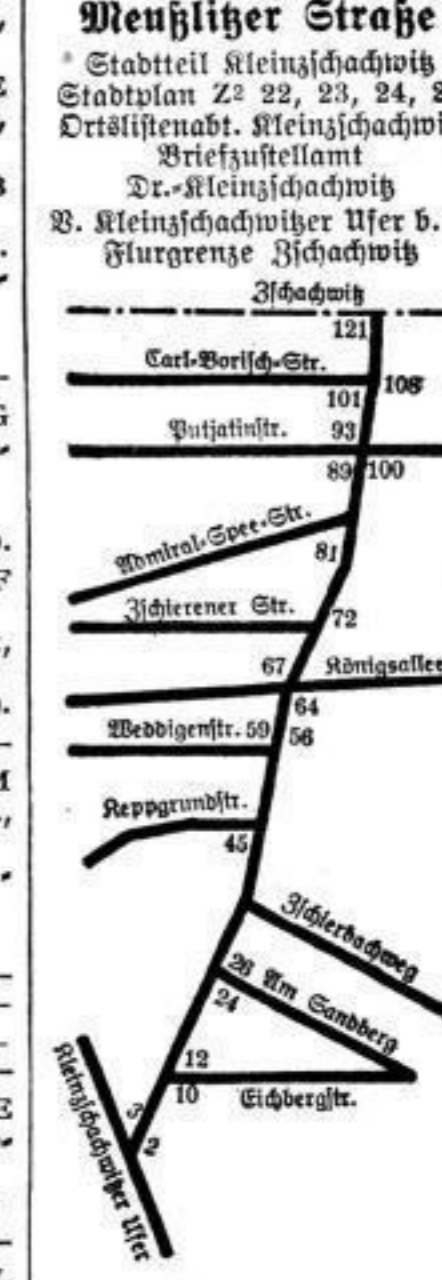 Meußlitzer Straße
* Stadtteil Kleinzschachwitz
Stadtplan Z2 22, 23, 24, 2
Ortslistenabt. Kleinzschachwi
Briefzustellamt
Dr.-Kleinzschachwitz
V. Kleinzschachwitzer Ufer b.
Flurgrenze Zschachwitz
Zschachwitz
121
Carl-Borisch-Str.
101 108
Putjatinstr. 93
89 100
Admiral-Spee-Str.
81
Zschierener Str. 72
67 Königsallee
64
Weddigenstr. 59 56
Keppgrundstr.
45
Zschierbachweg
26 Am Sandberg
24
12
10 Eichbergstr.
3 2
Kleinzschachwitzer Ufer